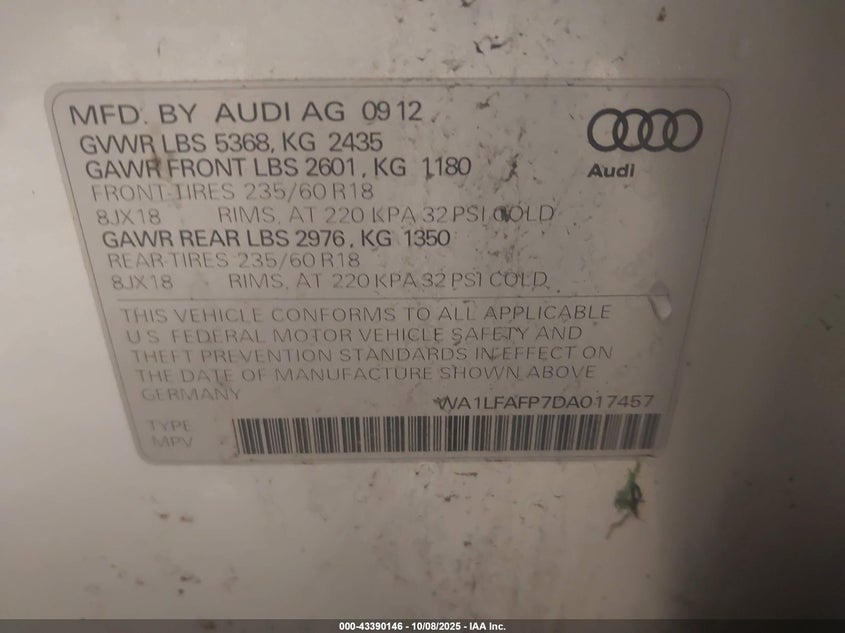 MFD. BY AUDI AG 09 12
GVWR LBS 5368, KG 2435
GAWR FRONT LBS 2601, KG 1180
FRONT-TIRES 235/60 R18
8JX18 RIMS, AT 220 KPA 32 PSI COLD
GAWR REAR LBS 2976, KG 1350
REAR-TIRES 235/60 R18
8JX18 RIMS, AT 220 KPA 32 PSI COLD
Audi
THIS VEHICLE CONFORMS TO ALL APPLICABLE
U S FEDERAL MOTOR VEHICLE SAFETY AND
THEFT PREVENTION STANDARDS IN EFFECT ON
THE DATE OF MANUFACTURE SHOWN ABOVE
GERMANY WA1LFAFP7DA017457
TYPE
MPV
000-43390146 - 10/08/2025 - IAA Inc.